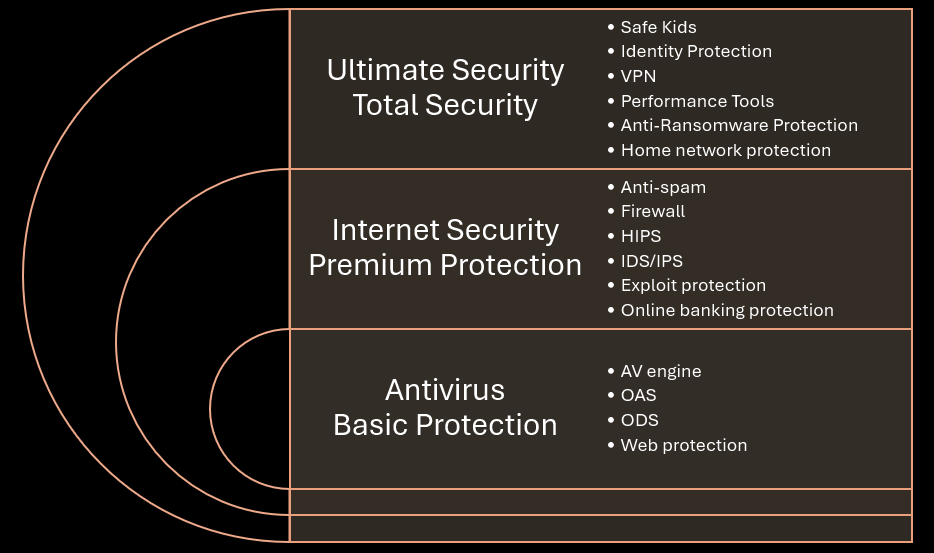 Ultimate Security
Total Security
• Safe Kids
• Identity Protection
• VPN
• Performance Tools
• Anti-Ransomware Protection
• Home network protection
Internet Security
Premium Protection
• Anti-spam
• Firewall
• HIPS
• IDS/IPS
• Exploit protection
• Online banking protection
Antivirus
Basic Protection
• AV engine
• OAS
• ODS
• Web protection